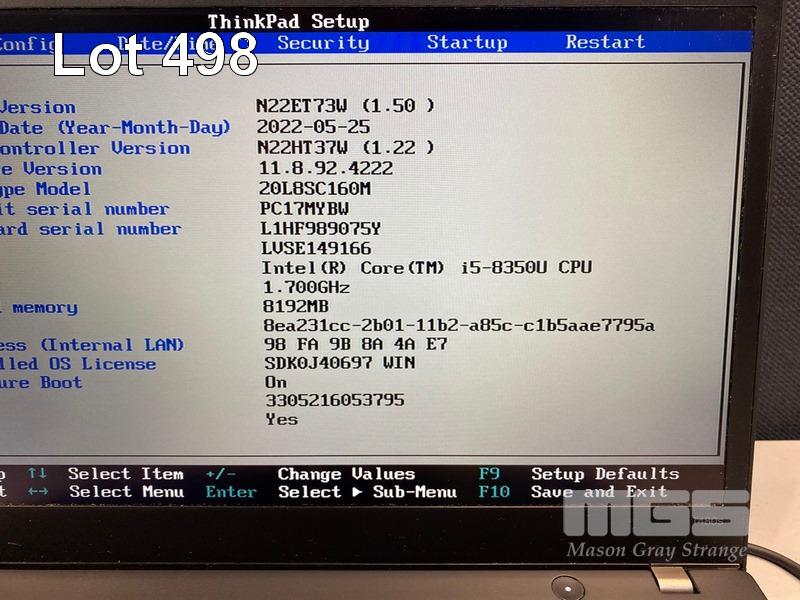 ThinkPad Setup
Config Date/Time Security Startup Restart
Lot 498
Version N22ET73W (1.50 )
Date (Year-Month-Day) 2022-05-25
ontroller Version N22HT37W (1.22 )
e Version 11.8.92.4222
ype Model 20L8SC160M
it serial number PC17MYBW
ard serial number L1HF989075Y
LVSE149166
Intel(R) Core(TM) i5-8350U CPU
1.700GHz
memory 8192MB
8ea231cc-2b01-11b2-a85c-c1b5aae7795a
ess (Internal LAN) 98 FA 9B 8A 4A E7
lled OS License SDK0J40697 WIN
ure Boot On
3305216053795
Yes
p ↑↓ Select Item +/- Change Values F9 Setup Defaults
t ←→ Select Menu Enter Select ▶ Sub-Menu F10 Save and Exit
MGS
Mason Gray Strange